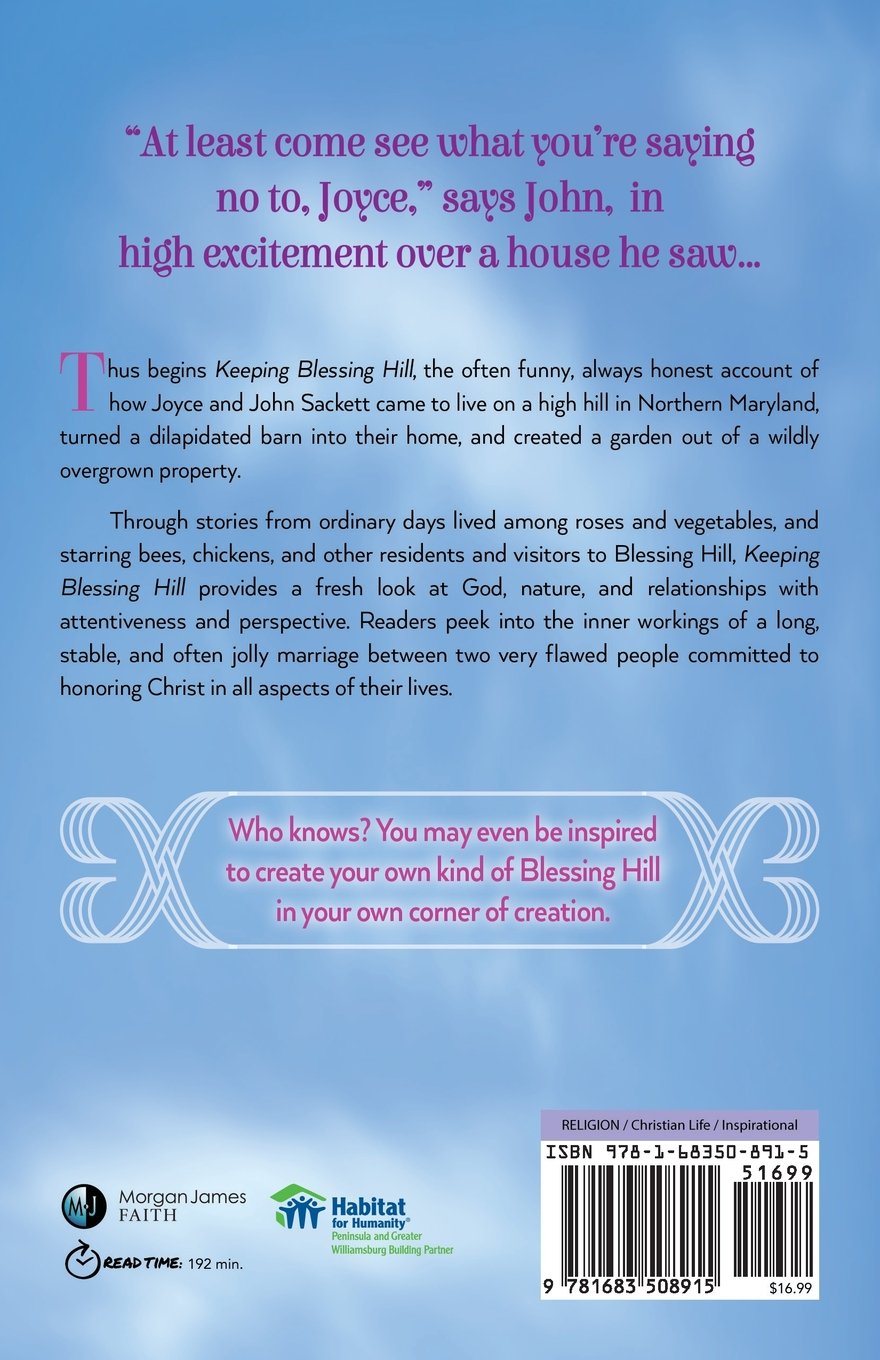 “At least come see what you’re saying
no to, Joyce,” says John,  in
high excitement over a house he saw...
Thus begins Keeping Blessing Hill, the often funny, always honest account of
how Joyce and John Sackett came to live on a high hill in Northern Maryland,
turned a dilapidated barn into their home, and created a garden out of a wildly
overgrown property.
Through stories from ordinary days lived among roses and vegetables, and
starring bees, chickens, and other residents and visitors to Blessing Hill, Keeping
Blessing Hill provides a fresh look at God, nature, and relationships with
attentiveness and perspective. Readers peek into the inner workings of a long,
stable, and often jolly marriage between two very flawed people committed to
honoring Christ in all aspects of their lives.
Who knows? You may even be inspired
to create your own kind of Blessing Hill
in your own corner of creation.
MJ
Morgan James
FAITH
READ TIME: 192 min.
Habitat
for Humanity®
Peninsula and Greater
Williamsburg Building Partner
RELIGION / Christian Life / Inspirational
ISBN 978-1-68350-891-5
51699
9 781683 508915
$16.99